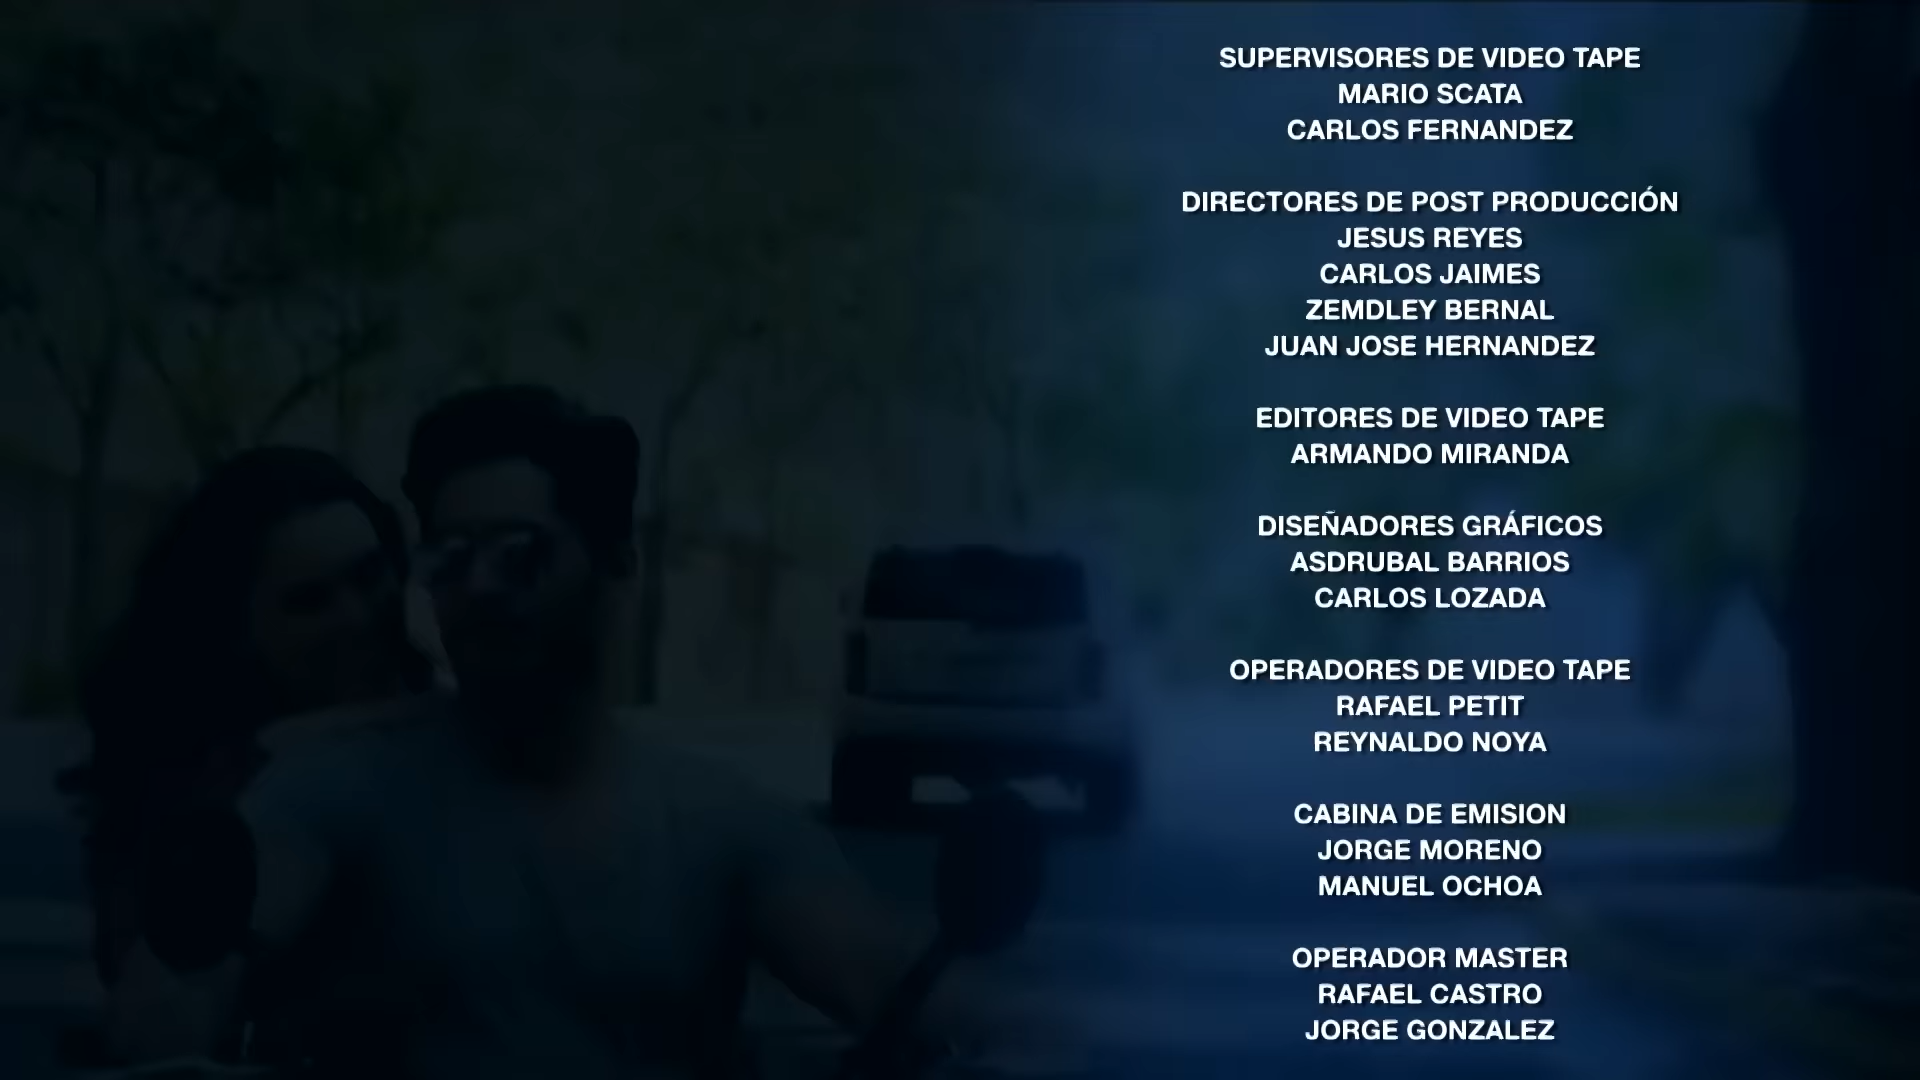 SUPERVISORES DE VIDEO TAPE
MARIO SCATA
CARLOS FERNANDEZ
DIRECTORES DE POST PRODUCCIÓN
JESUS REYES
CARLOS JAIMES
ZEMDLEY BERNAL
JUAN JOSE HERNANDEZ
EDITORES DE VIDEO TAPE
ARMANDO MIRANDA
DISEÑADORES GRÁFICOS
ASDRUBAL BARRIOS
CARLOS LOZADA
OPERADORES DE VIDEO TAPE
RAFAEL PETIT
REYNALDO NOYA
CABINA DE EMISION
JORGE MORENO
MANUEL OCHOA
OPERADOR MASTER
RAFAEL CASTRO
JORGE GONZALEZ